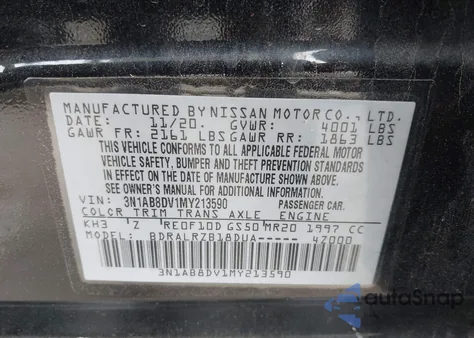 MANUFACTURED BY NISSAN MOTOR CO., LTD.
DATE: 11/20. GVWR: 4001 LBS
GAWR FR: 2161 LBS GAWR RR: 1863 LBS
THIS VEHICLE CONFORMS TO ALL APPLICABLE FEDERAL MOTOR
VEHICLE SAFETY, BUMPER AND THEFT PREVENTION STANDARDS
IN EFFECT ON THE DATE OF MANUFACTURE SHOWN ABOVE.
SEE OWNER'S MANUAL FOR ADDITIONAL INFORMATION
VIN: 3N1AB8DV1MY213590 PASSENGER CAR.
COLOR TRIM TRANS AXLE ENGINE
KH3 Z RE0F10D GS50 MR20 1997 CC
MODEL: BDRALRZB18DUA----- 4Z000
3N1AB8DV1MY213590
AutoSnap